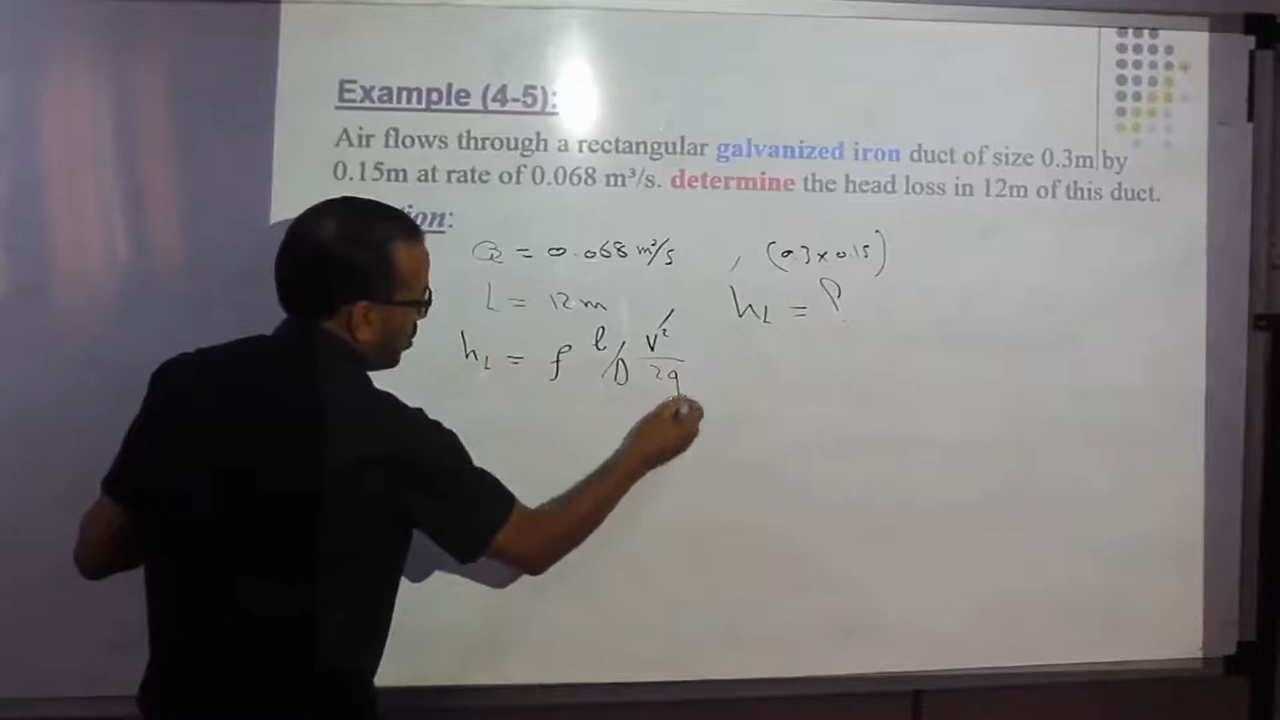 Example (4-5):
Air flows through a rectangular galvanized iron duct of size 0.3m by
0.15m at rate of 0.068 m³/s. determine the head loss in 12m of this duct.
ion:
Q = 0.068 m³/s , (0.3 x 0.15)
L = 12 m hL = ?
hL = f l/D V²/2g